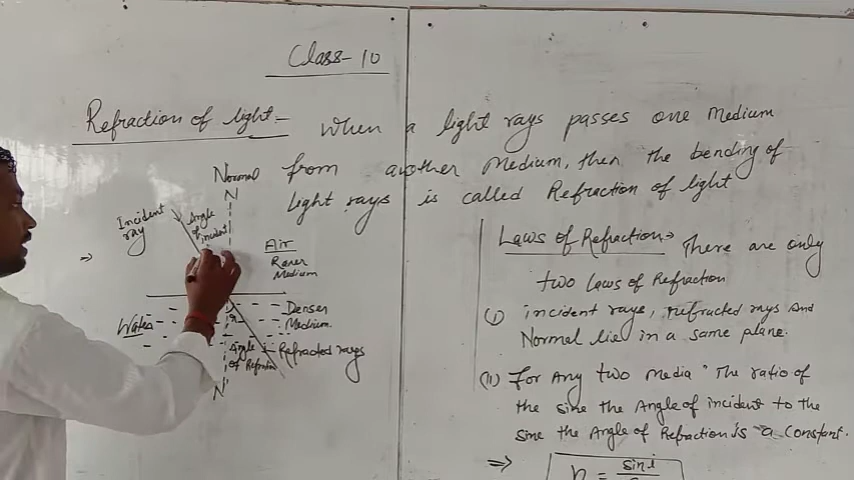 Class-10
Refraction of light- When a light rays passes one Medium
from another Medium, then the bending of
light rays is called Refraction of light
Normal
N
Incident
ray
Angle
of incident
Air
Rarer
Medium
Water
Denser
Medium.
r
Angle
of Refraction
Refracted rays
N'
Laws of Refraction→ There are only
two Laws of Refraction
(i) incident rays, refracted rays And
Normal lie in a same plane.
(ii) For Any two media "The ratio of
the sine the Angle of incident to the
sine the Angle of Refraction is a constant.
⇒ n = sin i